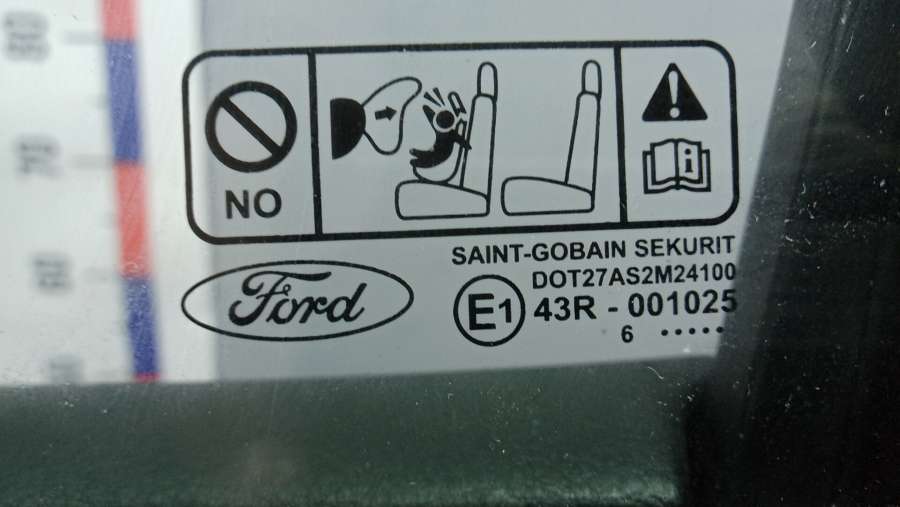 NO
SAINT-GOBAIN SEKURIT
DOT27AS2M24100
Ford
E1 43R - 001025
6 •••••